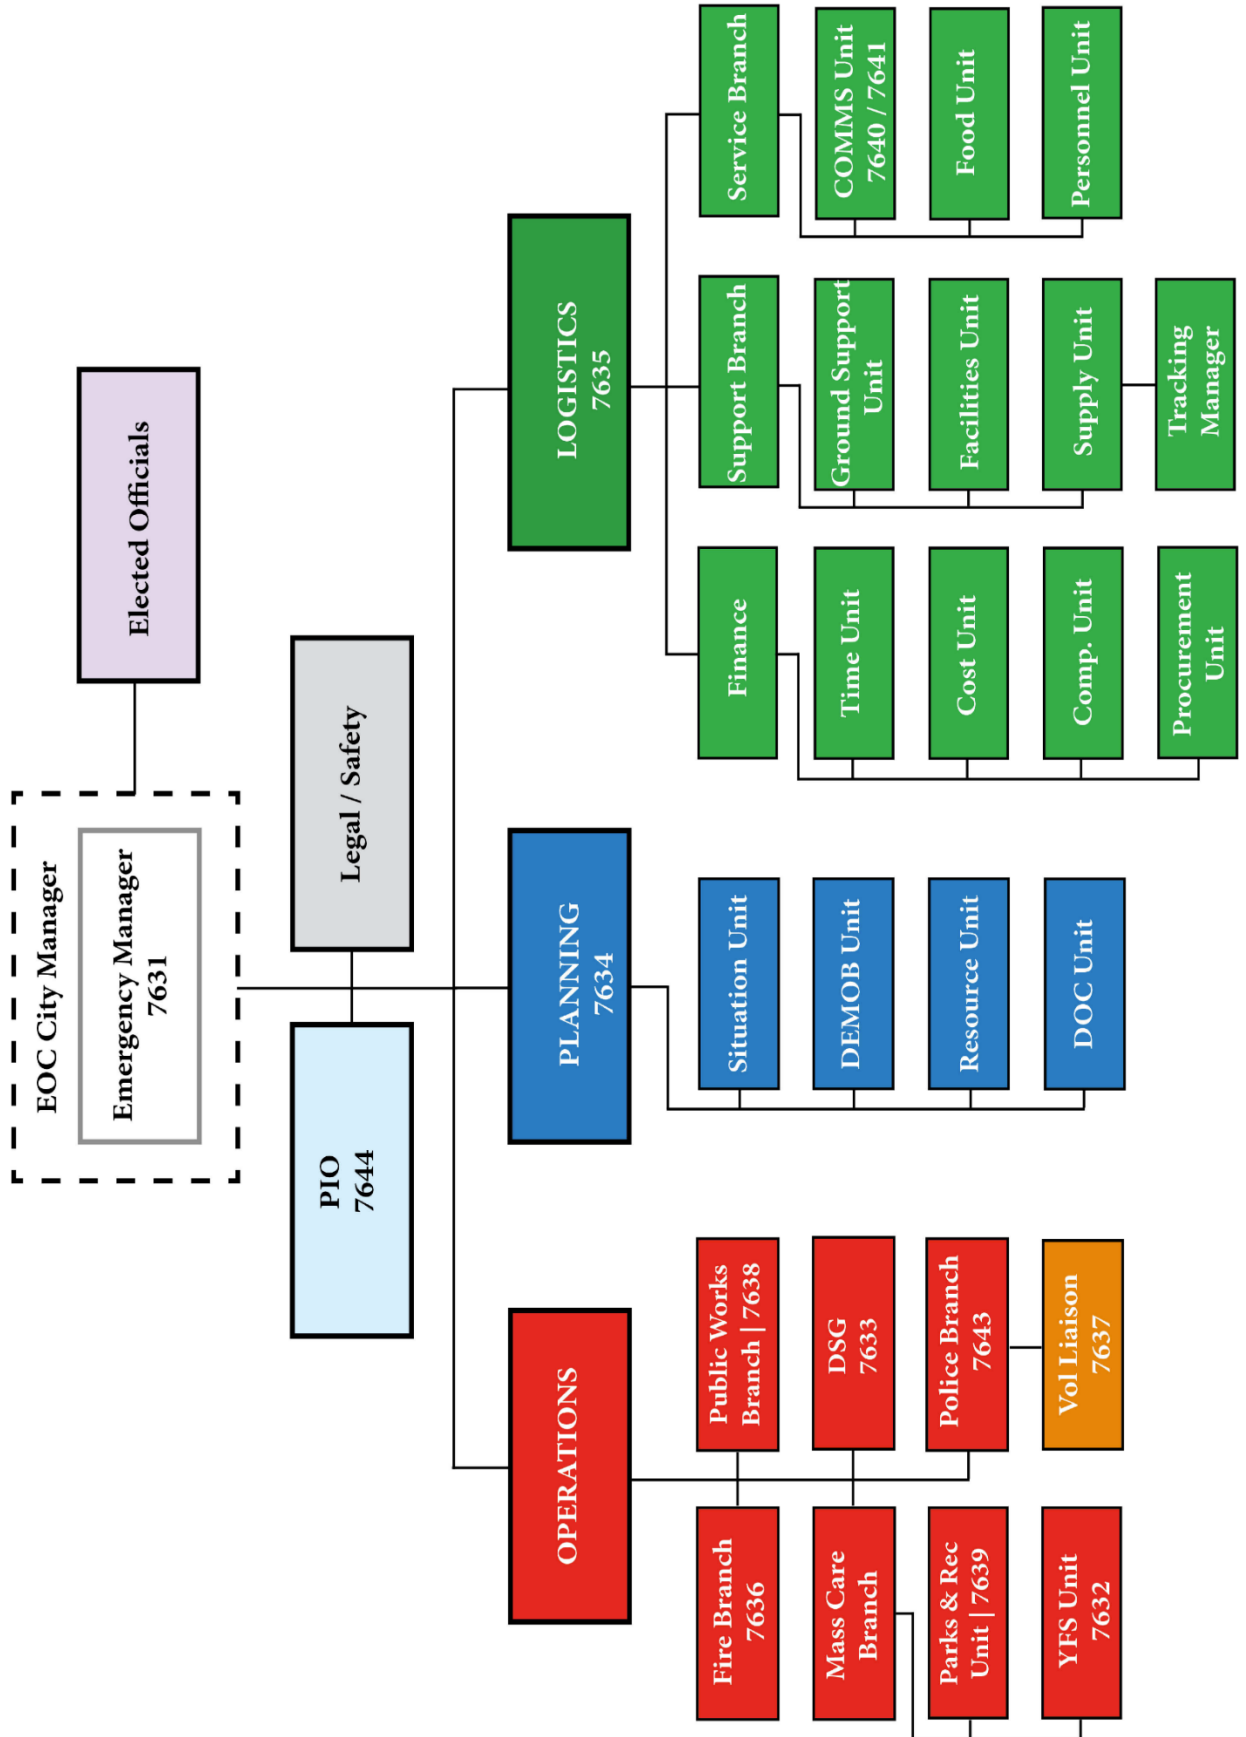 EOC City Manager
Emergency Manager
7631
Elected Officials
PIO
7644
Legal / Safety
OPERATIONS
PLANNING
7634
LOGISTICS
7635
Fire Branch
7636
Public Works
Branch | 7638
Mass Care
Branch
DSG
7633
Parks & Rec
Unit | 7639
Police Branch
7643
YFS Unit
7632
Vol Liaison
7637
Situation Unit
DEMOB Unit
Resource Unit
DOC Unit
Finance
Time Unit
Cost Unit
Comp. Unit
Procurement
Unit
Support Branch
Ground Support
Unit
Facilities Unit
Supply Unit
Tracking
Manager
Service Branch
COMMS Unit
7640 / 7641
Food Unit
Personnel Unit